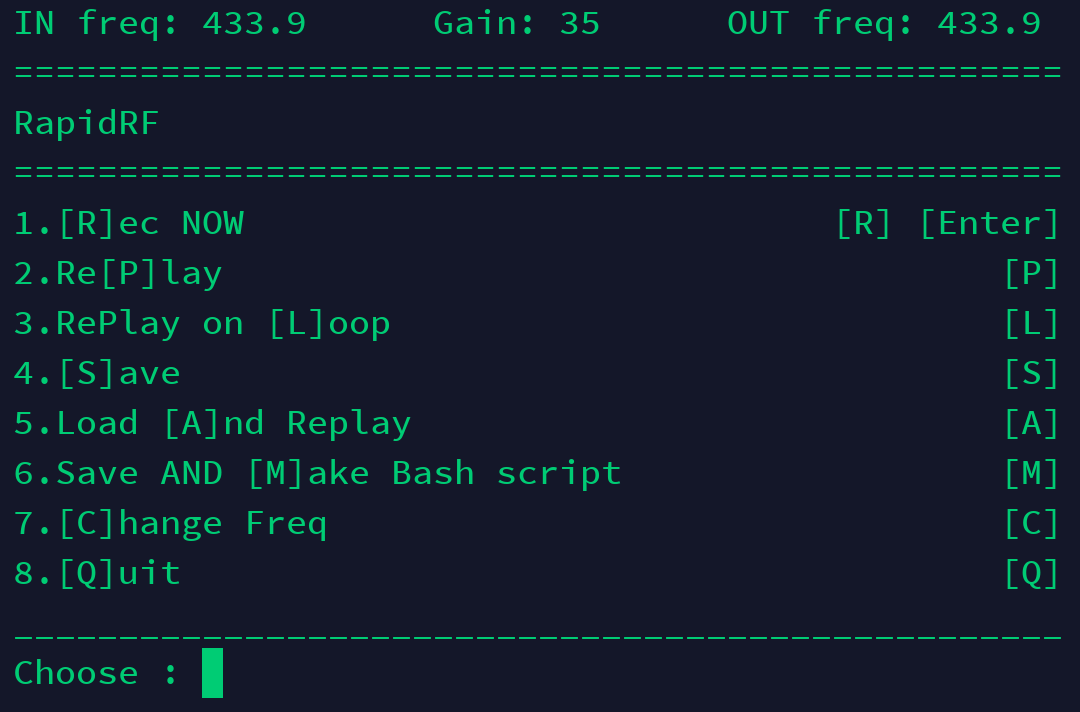 IN freq: 433.9      Gain: 35      OUT freq: 433.9
==================================================
RapidRF
==================================================
1.[R]ec NOW                            [R] [Enter]
2.Re[P]lay                                     [P]
3.RePlay on [L]oop                             [L]
4.[S]ave                                       [S]
5.Load [A]nd Replay                            [A]
6.Save AND [M]ake Bash script                  [M]
7.[C]hange Freq                                [C]
8.[Q]uit                                       [Q]
__________________________________________________
Choose :